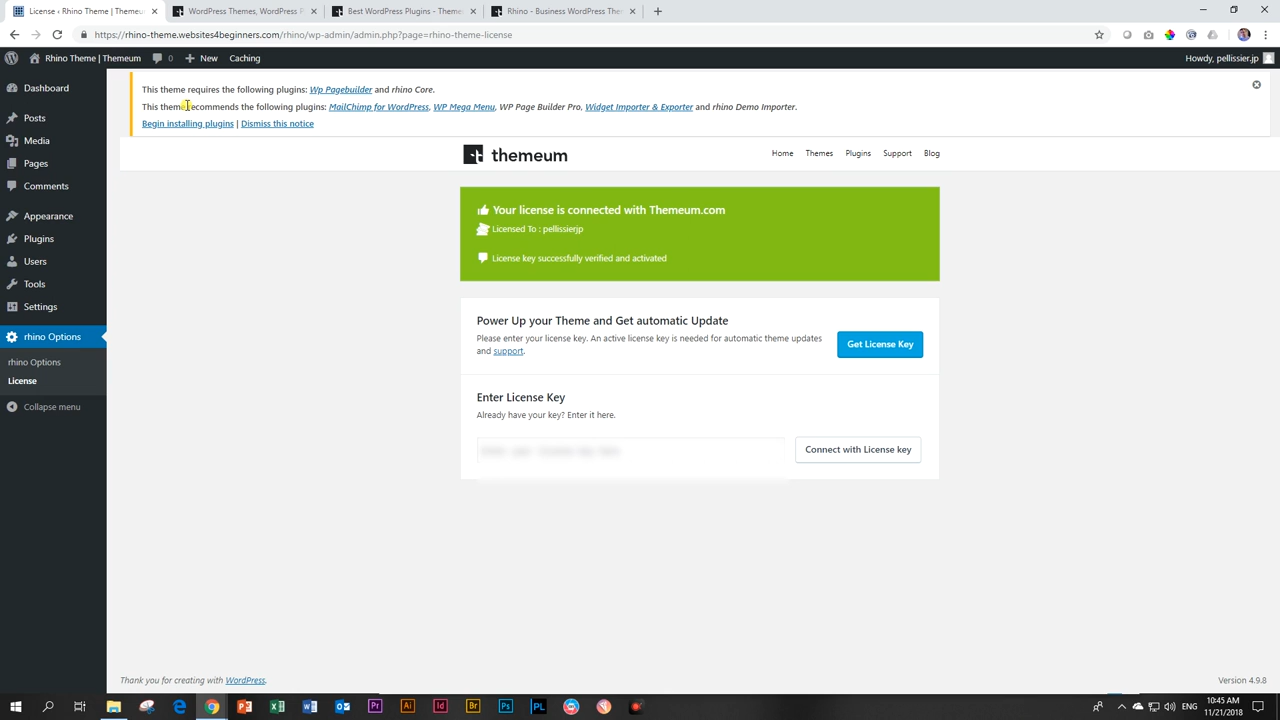 License ‹ Rhino Theme | Themeum
WordPress Themes, WordPress P
Best WordPress Plugins - Theme
Rhino - Business WordPress The
https://rhino-theme.websites4beginners.com/rhino/wp-admin/admin.php?page=rhino-theme-license
Rhino Theme | Themeum
0
New
Caching
Howdy, pellissier.jp
Dashboard
Posts
Media
Pages
Comments
Appearance
Plugins
Users
Tools
Settings
rhino Options
rhino Options
License
Collapse menu
This theme requires the following plugins: Wp Pagebuilder and rhino Core.
This theme recommends the following plugins: MailChimp for WordPress, WP Mega Menu, WP Page Builder Pro, Widget Importer & Exporter and rhino Demo Importer.
Begin installing plugins | Dismiss this notice
themeum
Home Themes Plugins Support Blog
Your license is connected with Themeum.com
Licensed To : pellissierjp
License key successfully verified and activated
Power Up your Theme and Get automatic Update
Please enter your license key. An active license key is needed for automatic theme updates
and support.
Get License Key
Enter License Key
Already have your key? Enter it here.
Connect with License key
Thank you for creating with WordPress.
Version 4.9.8
Pr
Ai
Id
Br
Ps
PL
ENG
10:45 AM
11/21/2018